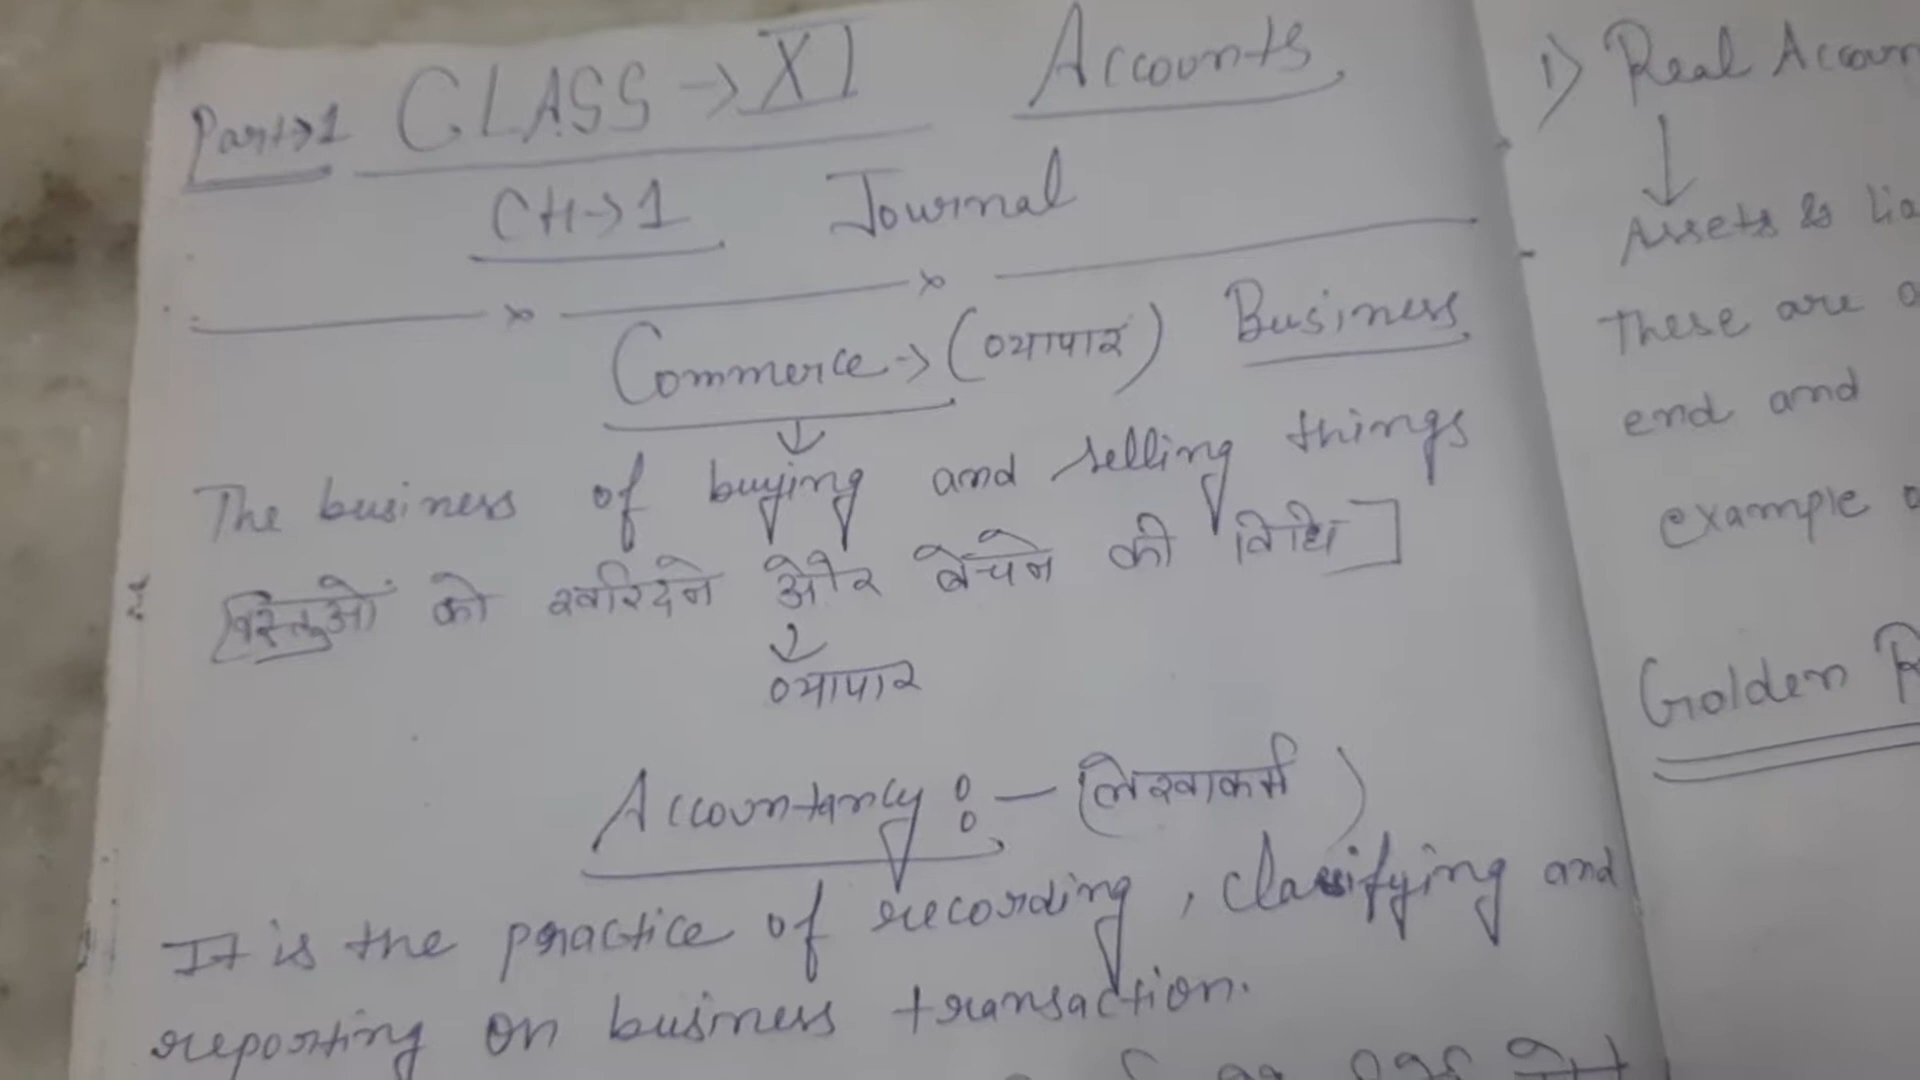 Part→1 CLASS → XI Accounts
CH→1 Journal
Commerce → (व्यापार) Business
The business of buying and selling things
[वस्तुओं को खरिदने और बेचने की विधि]
व्यापार
Accountancy :— (लेखाकर्म)
It is the practice of recording, classifying and
reporting on business transaction.
1) Real
Assets &
These are
end and
example
Golden